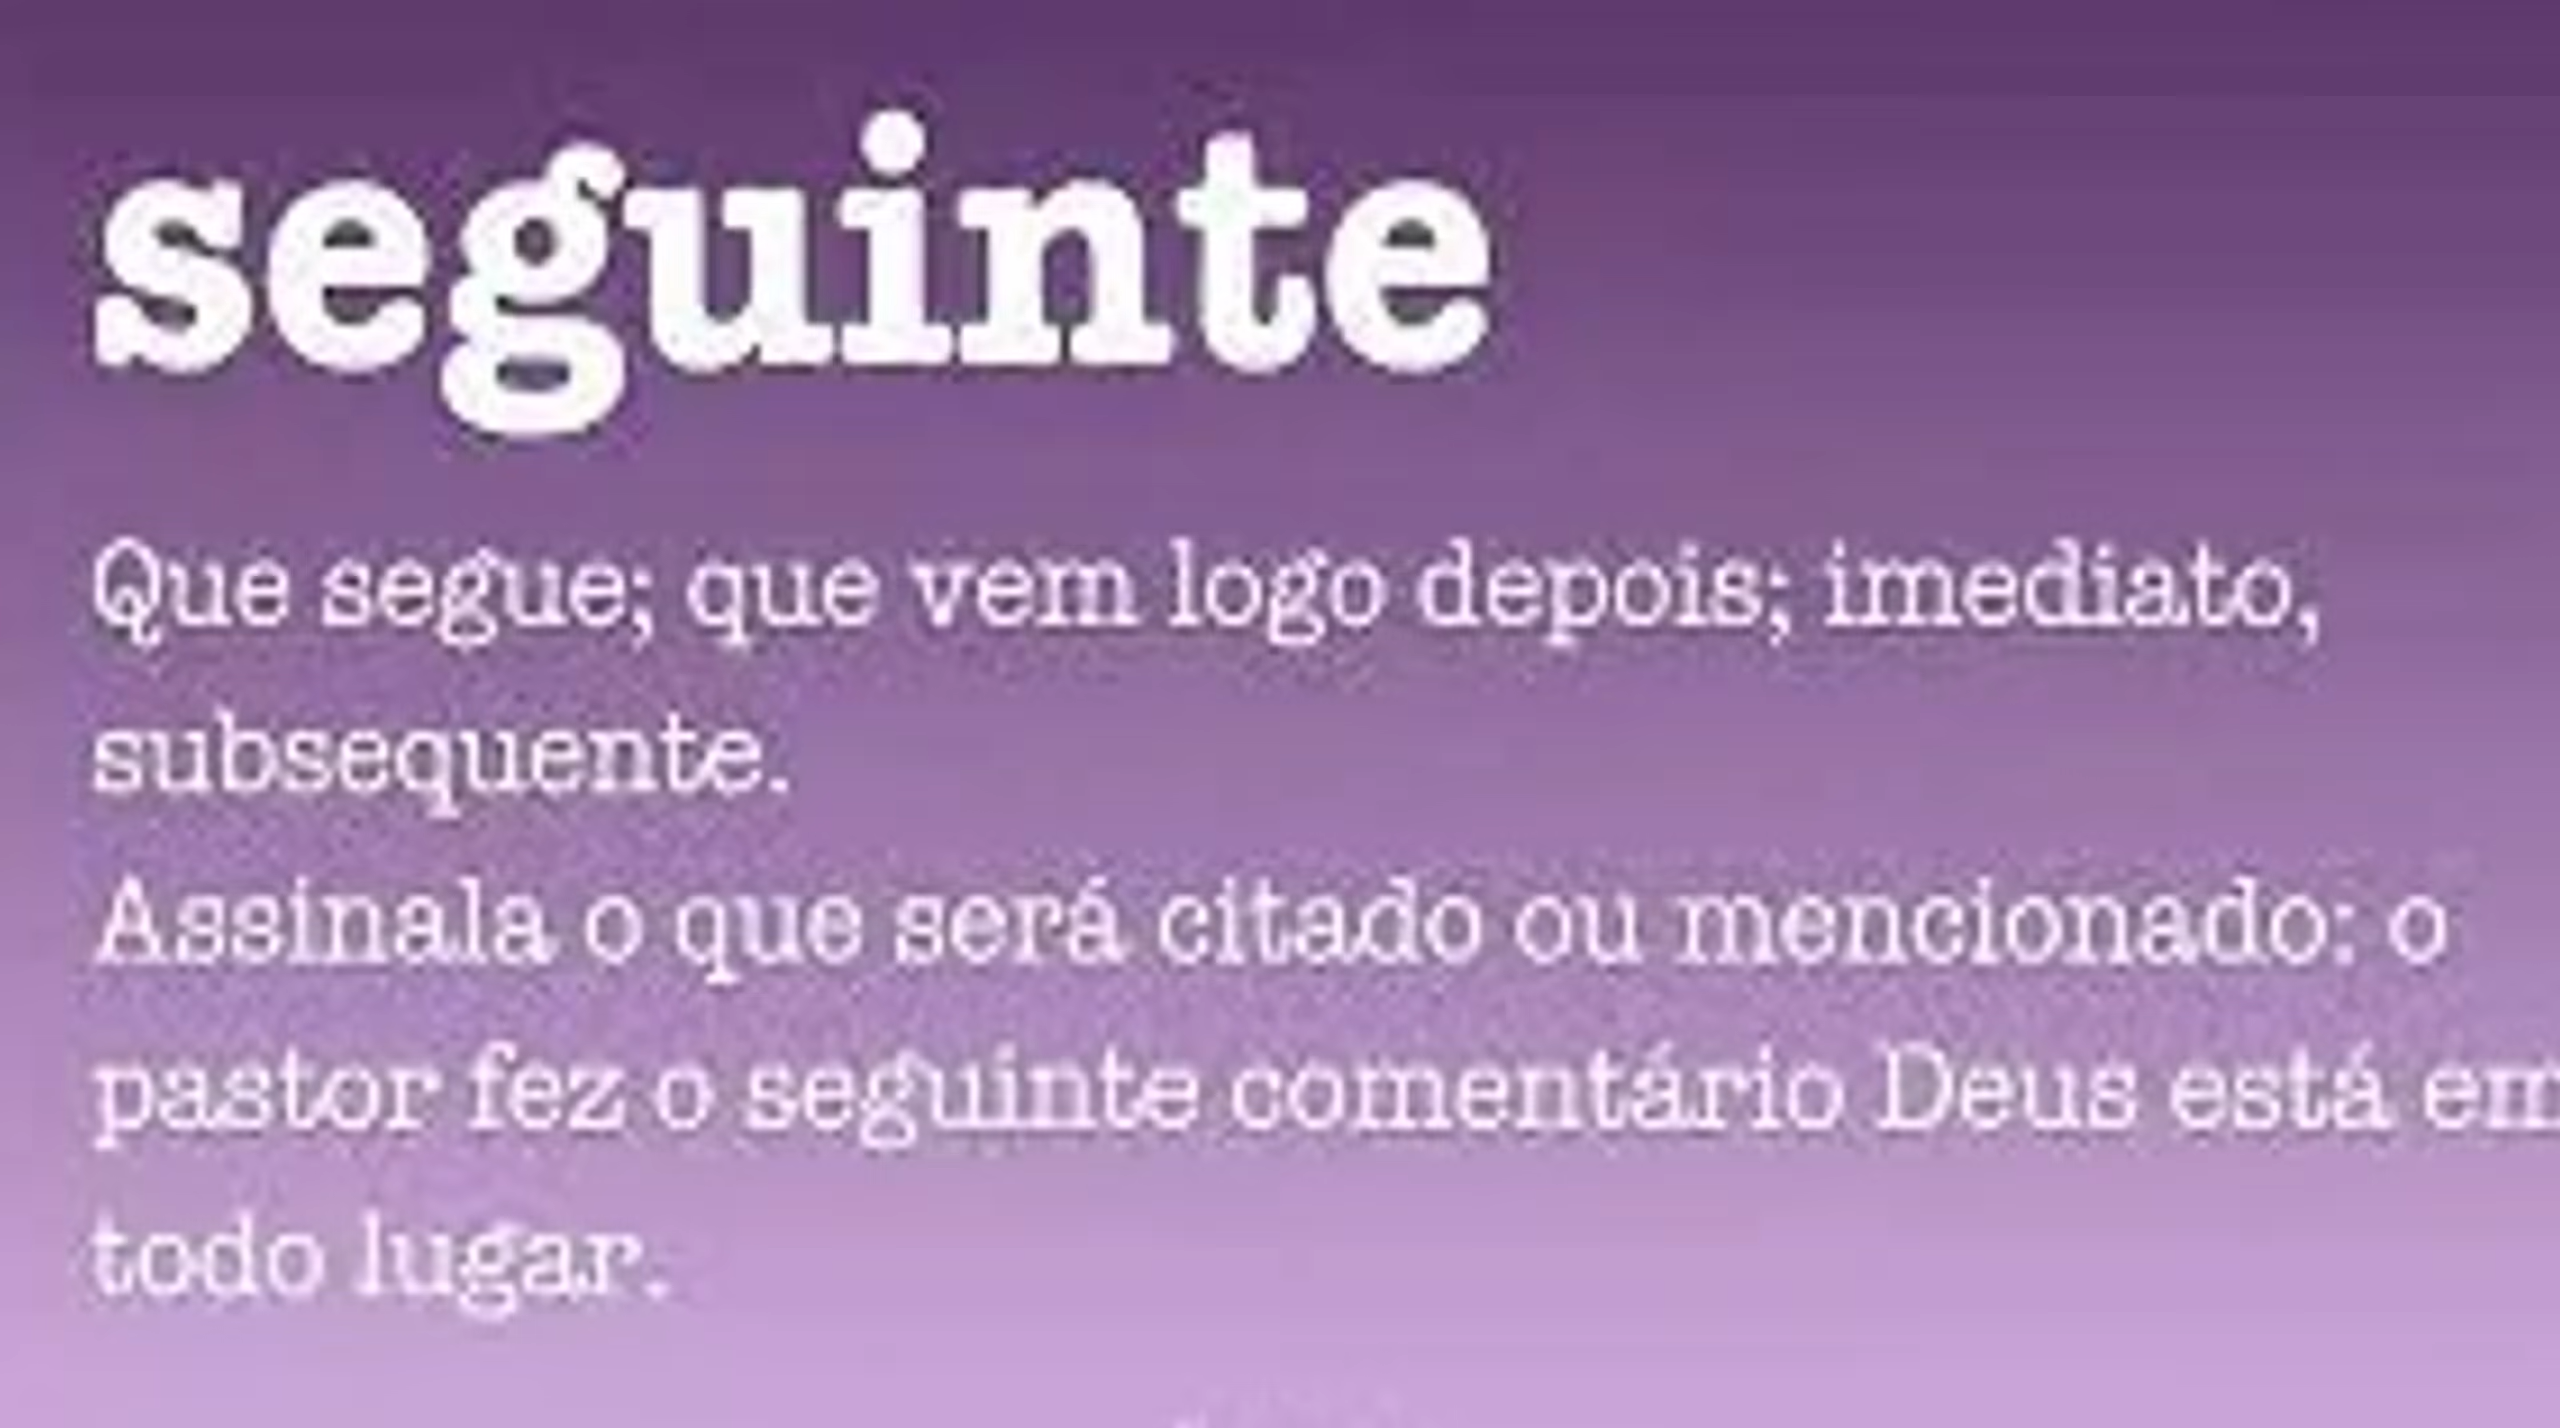 seguinte
Que segue; que vem logo depois; imediato,
subsequente.
Assinala o que será citado ou mencionado: o
pastor fez o seguinte comentário Deus está em
todo lugar.